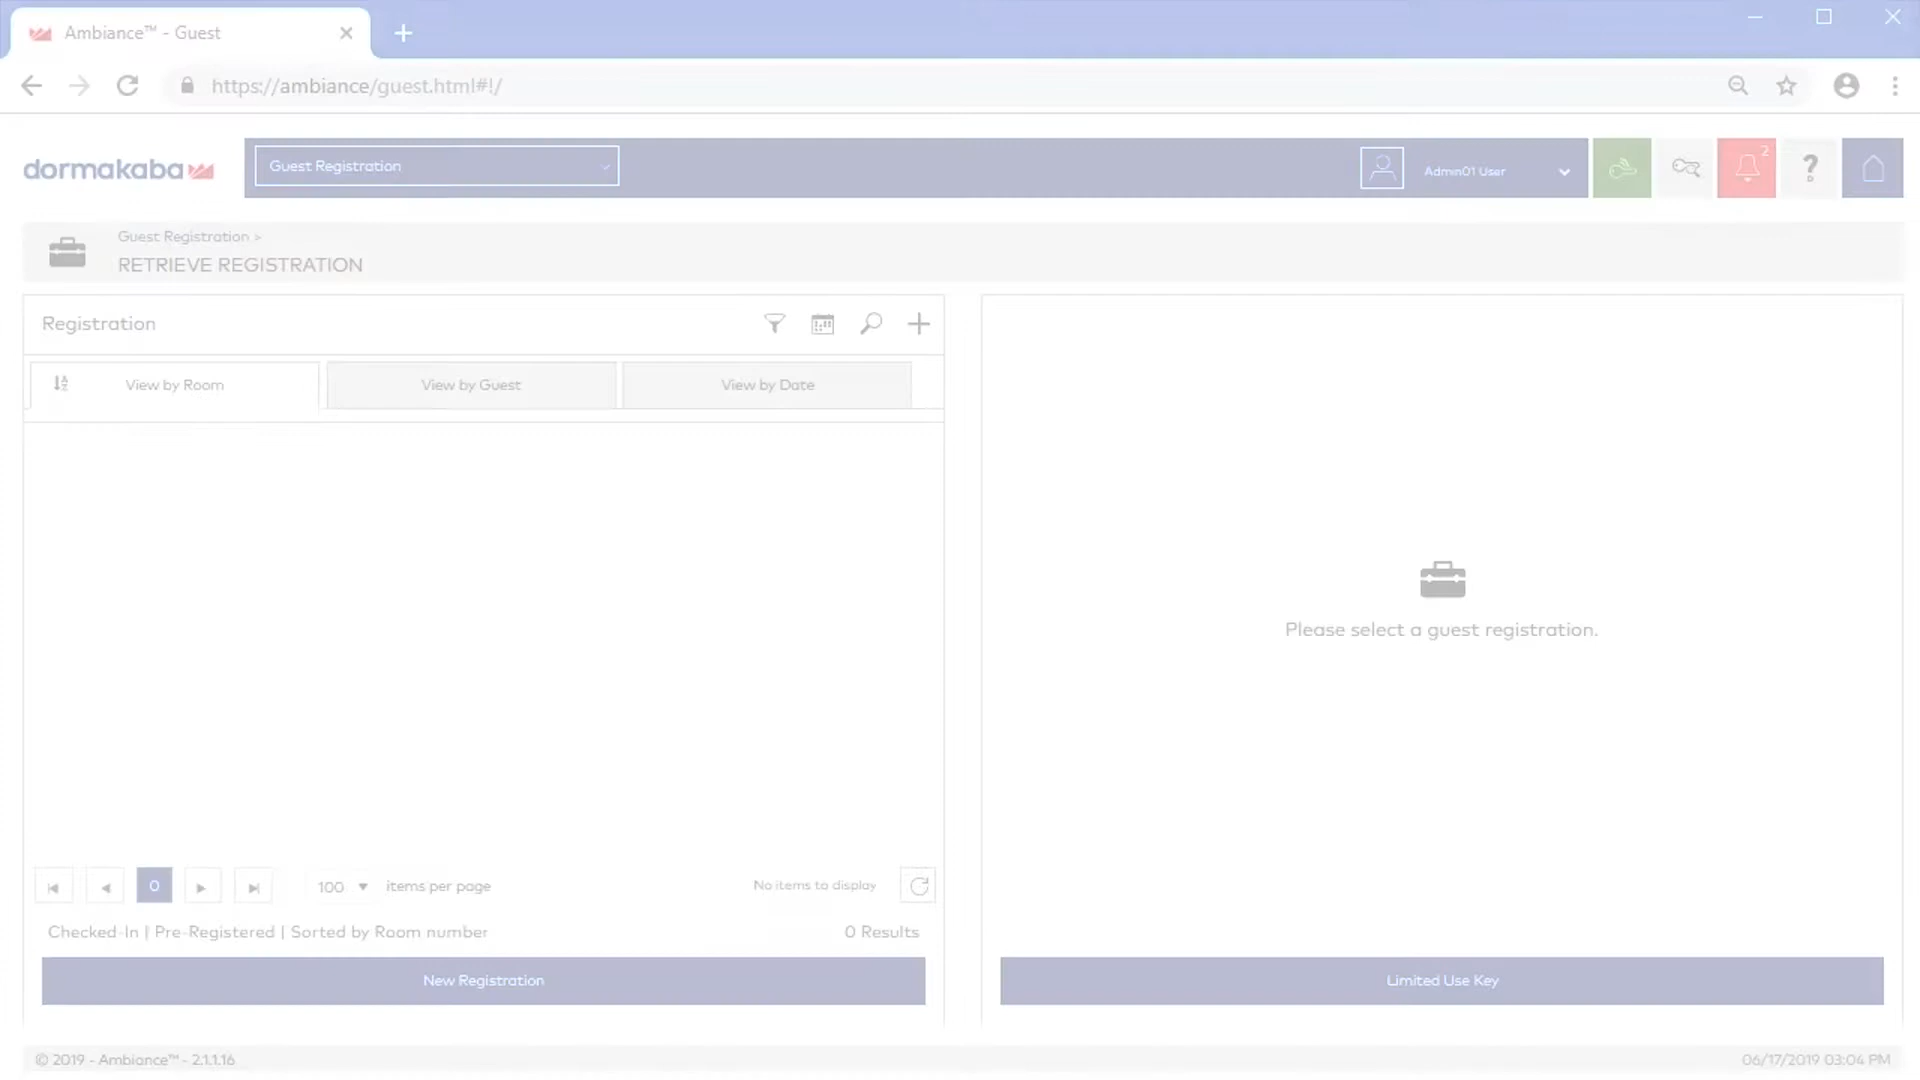 Ambiance™ - Guest
https://ambiance/guest.html#!/
dormakaba
Guest Registration
Admin01 User
2
?
Guest Registration >
RETRIEVE REGISTRATION
Registration
View by Room
View by Guest
View by Date
Please select a guest registration.
0
100
items per page
No items to display
Checked-In | Pre-Registered | Sorted by Room number
0 Results
New Registration
Limited Use Key
© 2019 - Ambiance™ - 2.1.1.16
06/17/2019 03:04 PM